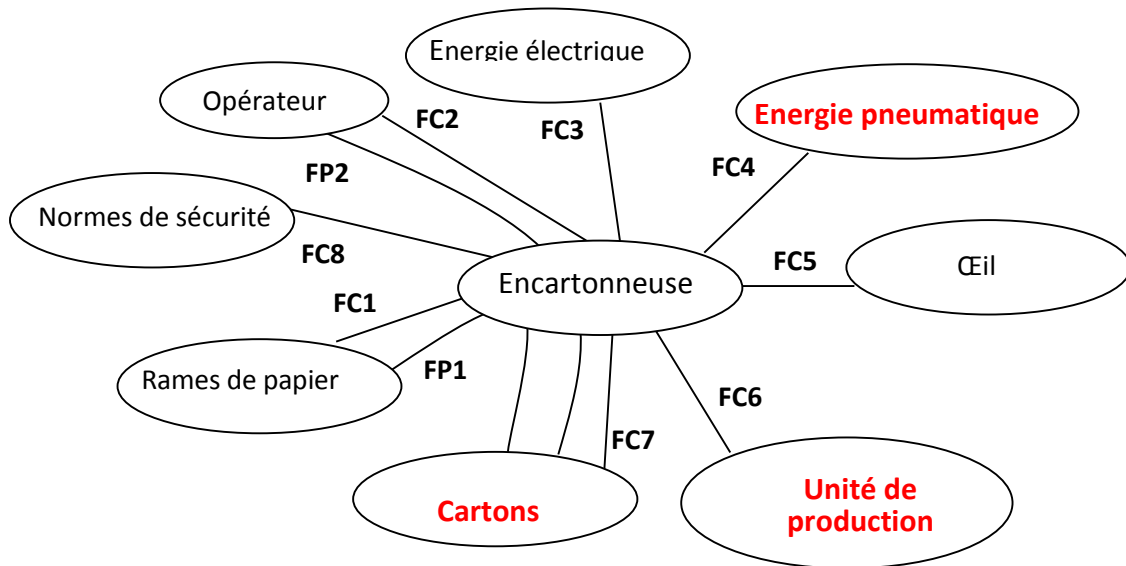 Energie électrique
Opérateur
FC2
FC3
Energie pneumatique
FP2
FC4
Normes de sécurité
FC8
FC5
Œil
Encartonneuse
FC1
Rames de papier
FP1
FC6
FC7
Cartons
Unité de
production